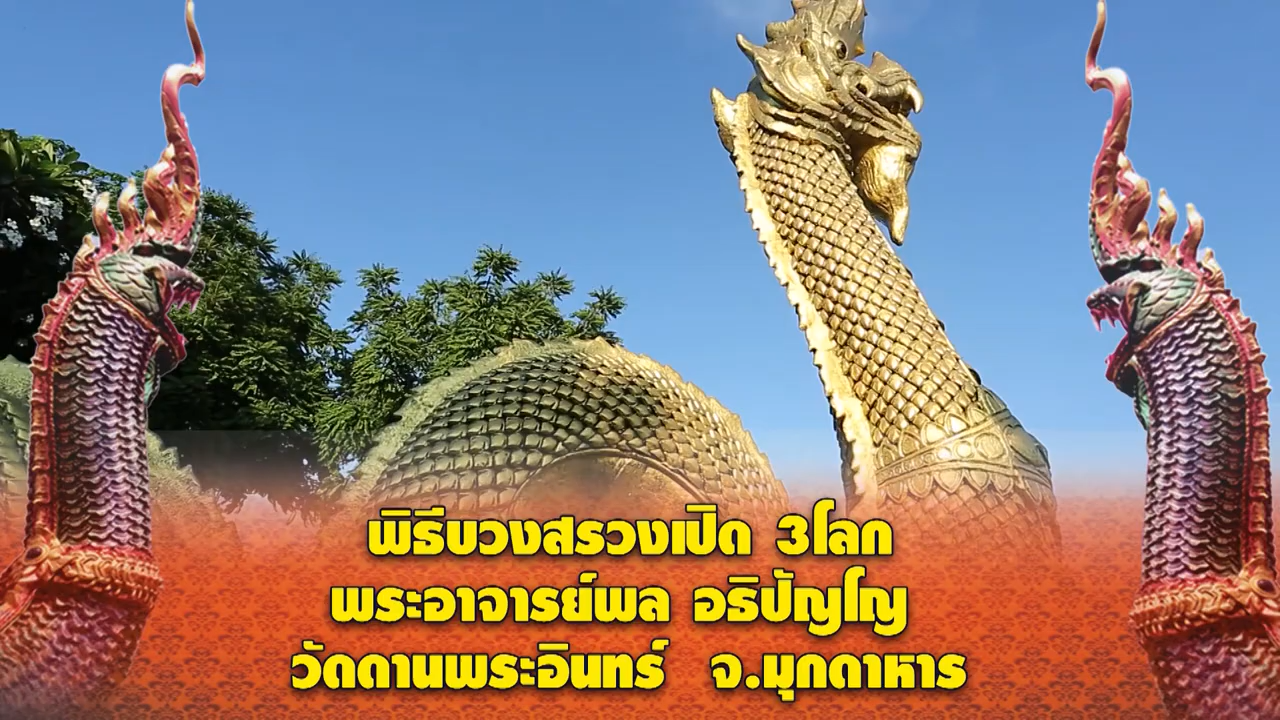 พิธีบวงสรวงเปิด 3โลก
พระอาจารย์พล อธิปัญโญ
วัดดานพระอินทร์ จ.มุกดาหาร